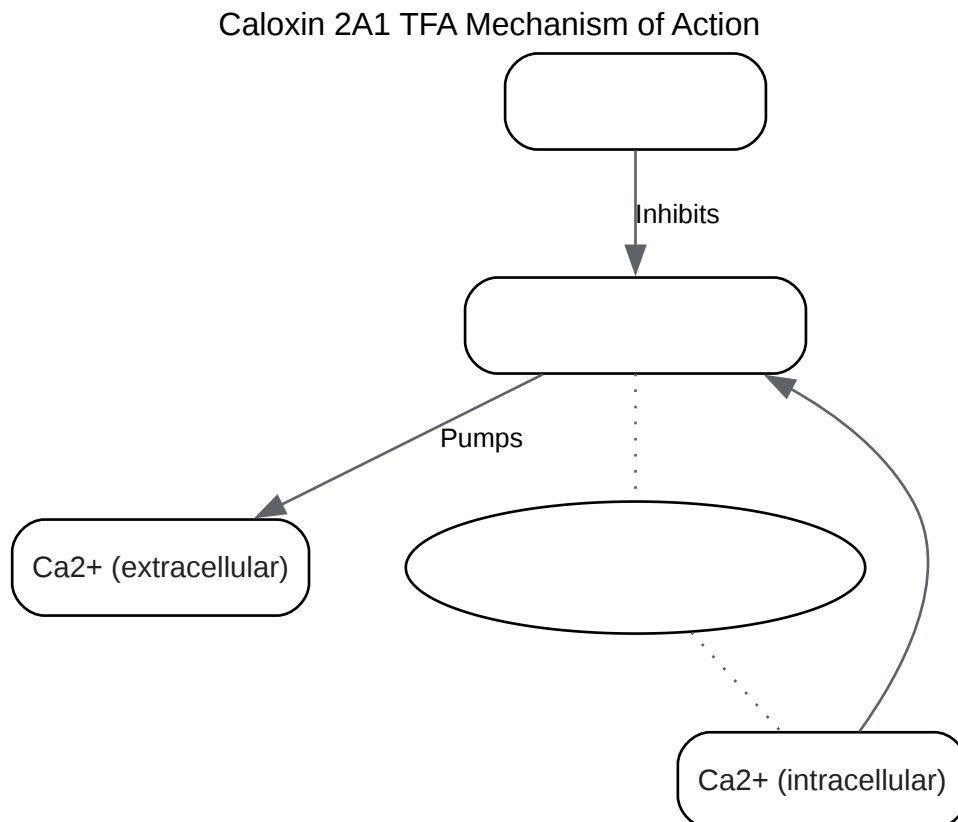 Caloxin 2A1 TFA Mechanism of Action
Inhibits
Pumps
Ca2+ (extracellular)
Ca2+ (intracellular)